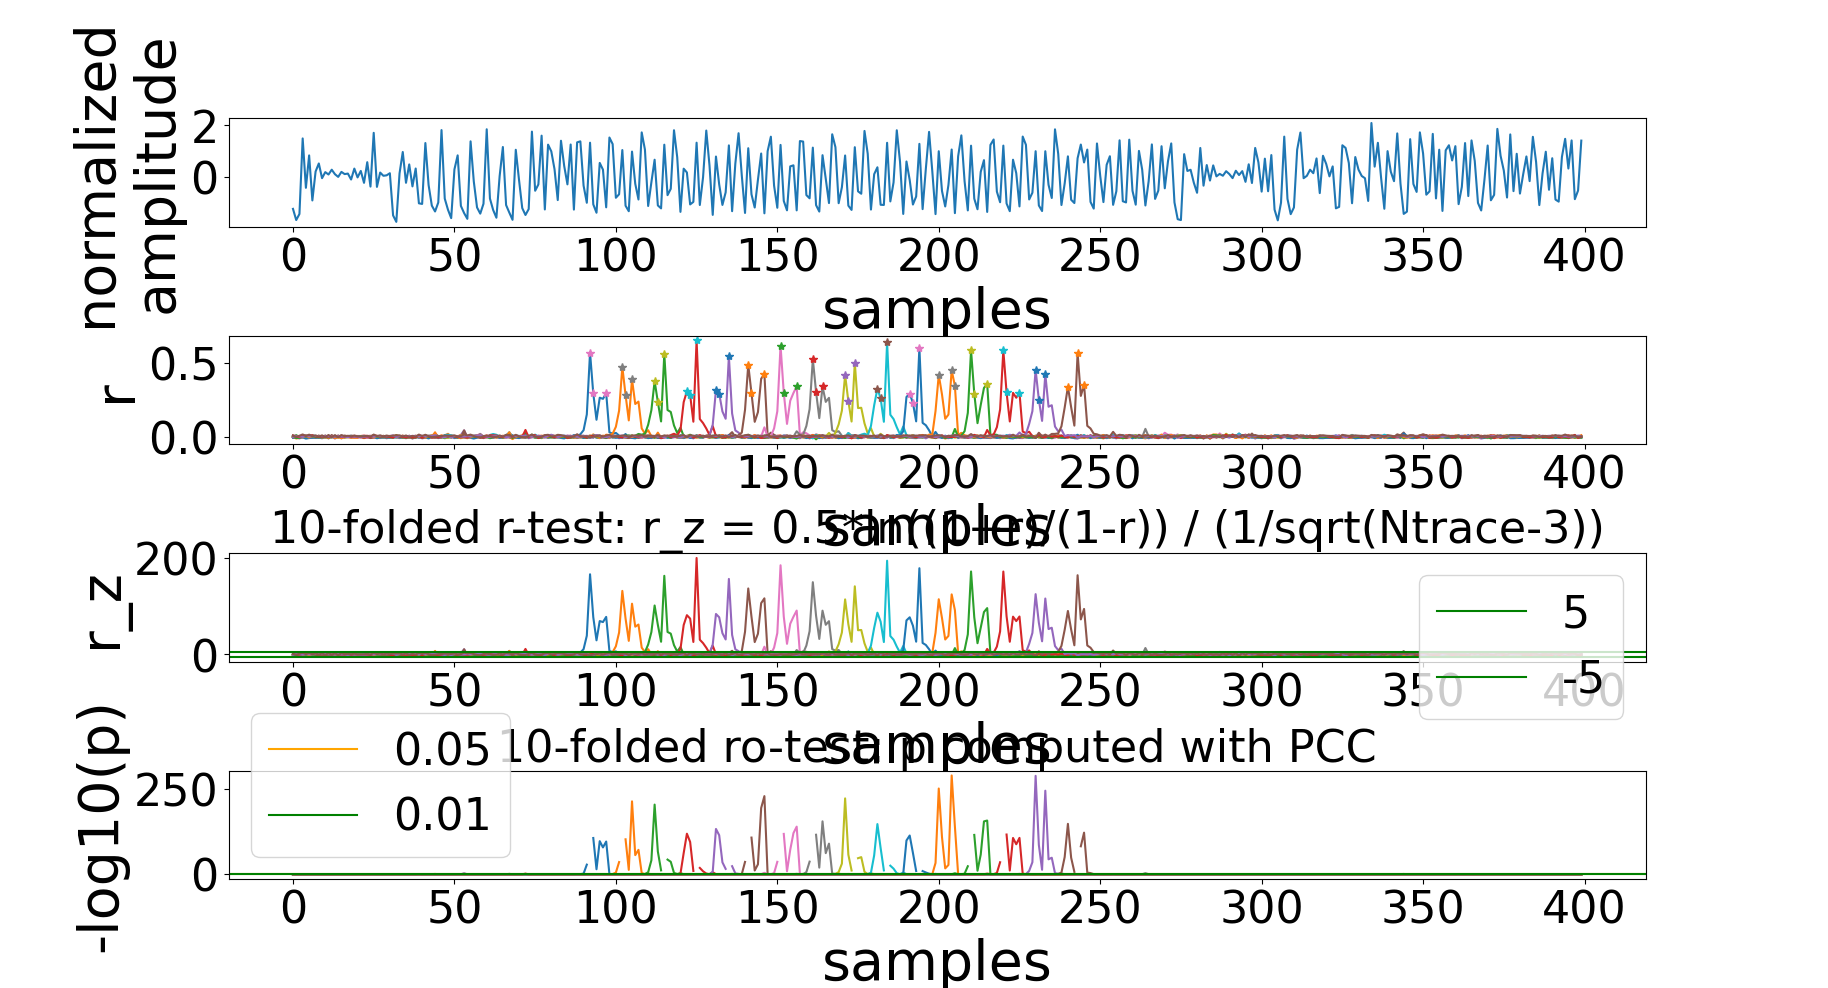 normalized
amplitude
2
0
0 50 100 150 200 250 300 350 400
samples
r
0.5
0.0
0 50 100 150 200 250 300 350 400
samples
10-folded r-test: r_z = 0.5*ln((1+r)/(1-r)) / (1/sqrt(Ntrace-3))
r_z
200
0
5
-5
0 50 100 150 200 250 300 350 400
samples
10-folded ro-test: p computed with PCC
-log10(p)
250
0
0.05
0.01
0 50 100 150 200 250 300 350 400
samples